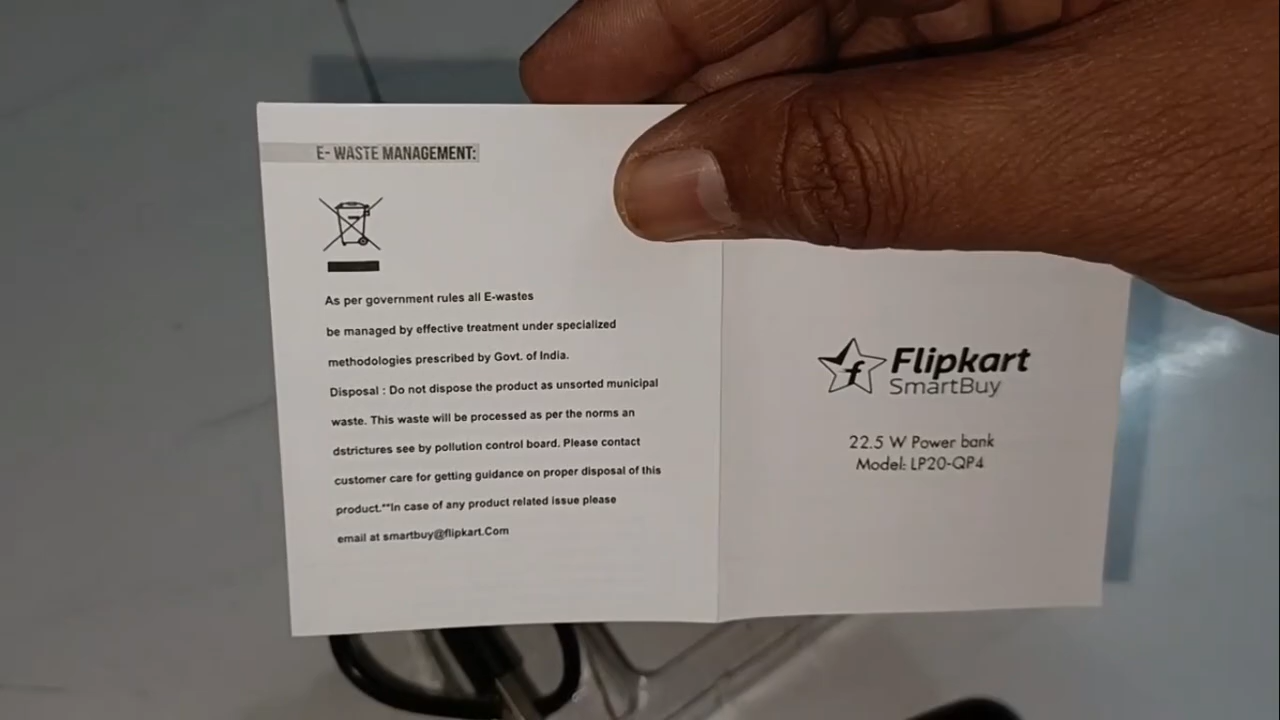 E- WASTE MANAGEMENT:
As per government rules all E-wastes
be managed by effective treatment under specialized
methodologies prescribed by Govt. of India.
Disposal : Do not dispose the product as unsorted municipal
waste. This waste will be processed as per the norms an
dstrictures see by pollution control board. Please contact
customer care for getting guidance on proper disposal of this
product.**In case of any product related issue please
email at smartbuy@flipkart.Com
f
Flipkart
SmartBuy
22.5 W Power bank
Model: LP20-QP4